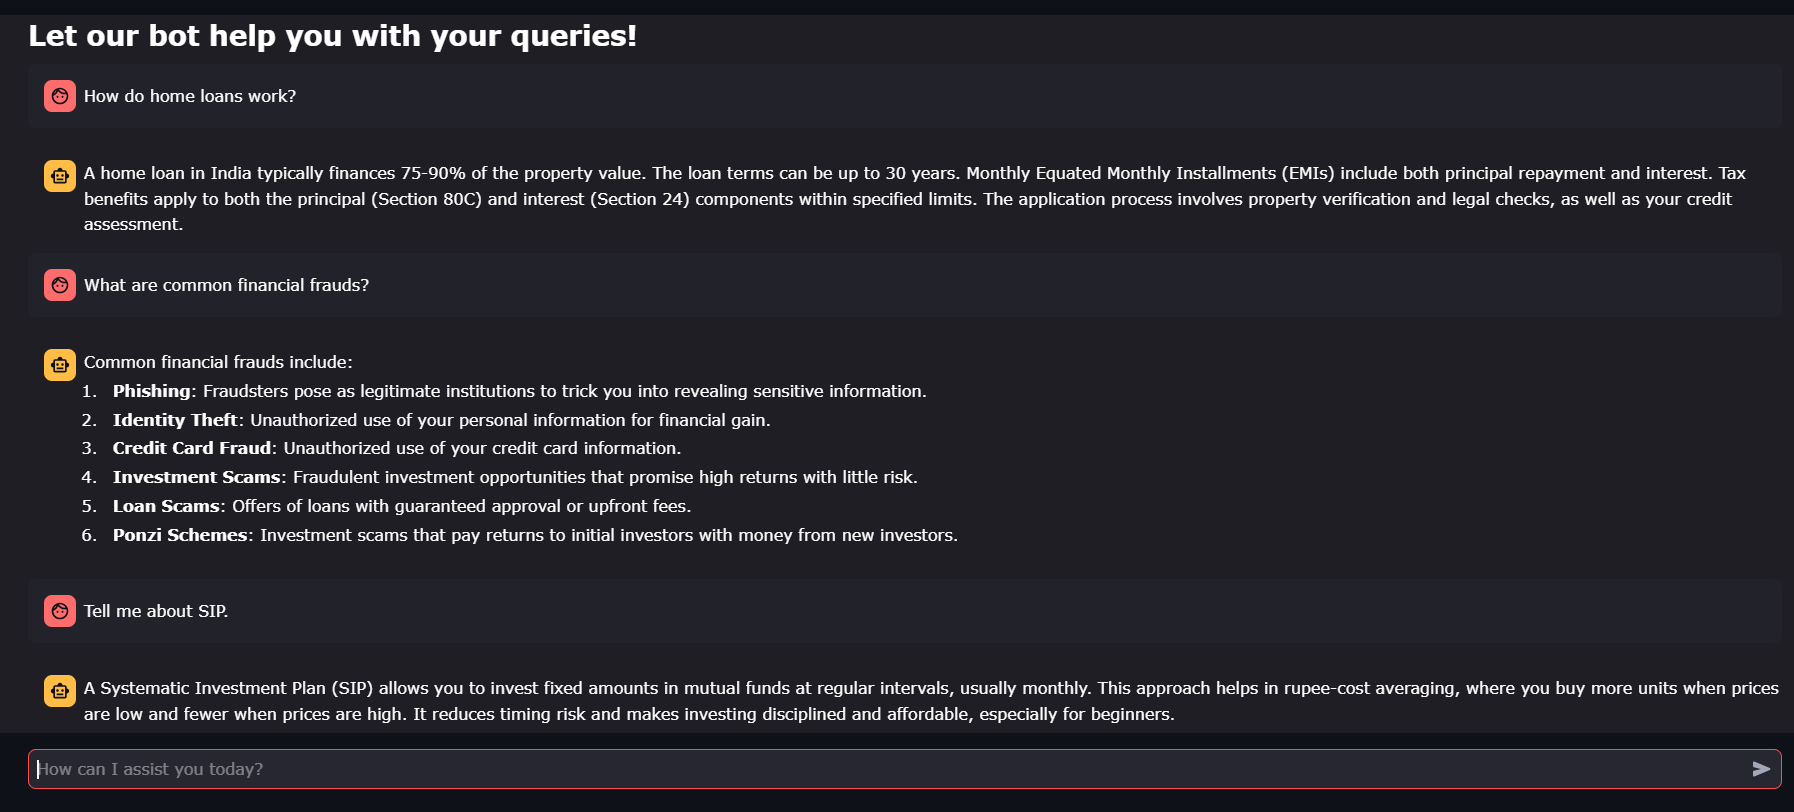 Let our bot help you with your queries!
How do home loans work?
A home loan in India typically finances 75-90% of the property value. The loan terms can be up to 30 years. Monthly Equated Monthly Installments (EMIs) include both principal repayment and interest. Tax
benefits apply to both the principal (Section 80C) and interest (Section 24) components within specified limits. The application process involves property verification and legal checks, as well as your credit
assessment.
What are common financial frauds?
Common financial frauds include:
1. Phishing: Fraudsters pose as legitimate institutions to trick you into revealing sensitive information.
2. Identity Theft: Unauthorized use of your personal information for financial gain.
3. Credit Card Fraud: Unauthorized use of your credit card information.
4. Investment Scams: Fraudulent investment opportunities that promise high returns with little risk.
5. Loan Scams: Offers of loans with guaranteed approval or upfront fees.
6. Ponzi Schemes: Investment scams that pay returns to initial investors with money from new investors.
Tell me about SIP.
A Systematic Investment Plan (SIP) allows you to invest fixed amounts in mutual funds at regular intervals, usually monthly. This approach helps in rupee-cost averaging, where you buy more units when prices
are low and fewer when prices are high. It reduces timing risk and makes investing disciplined and affordable, especially for beginners.
How can I assist you today?